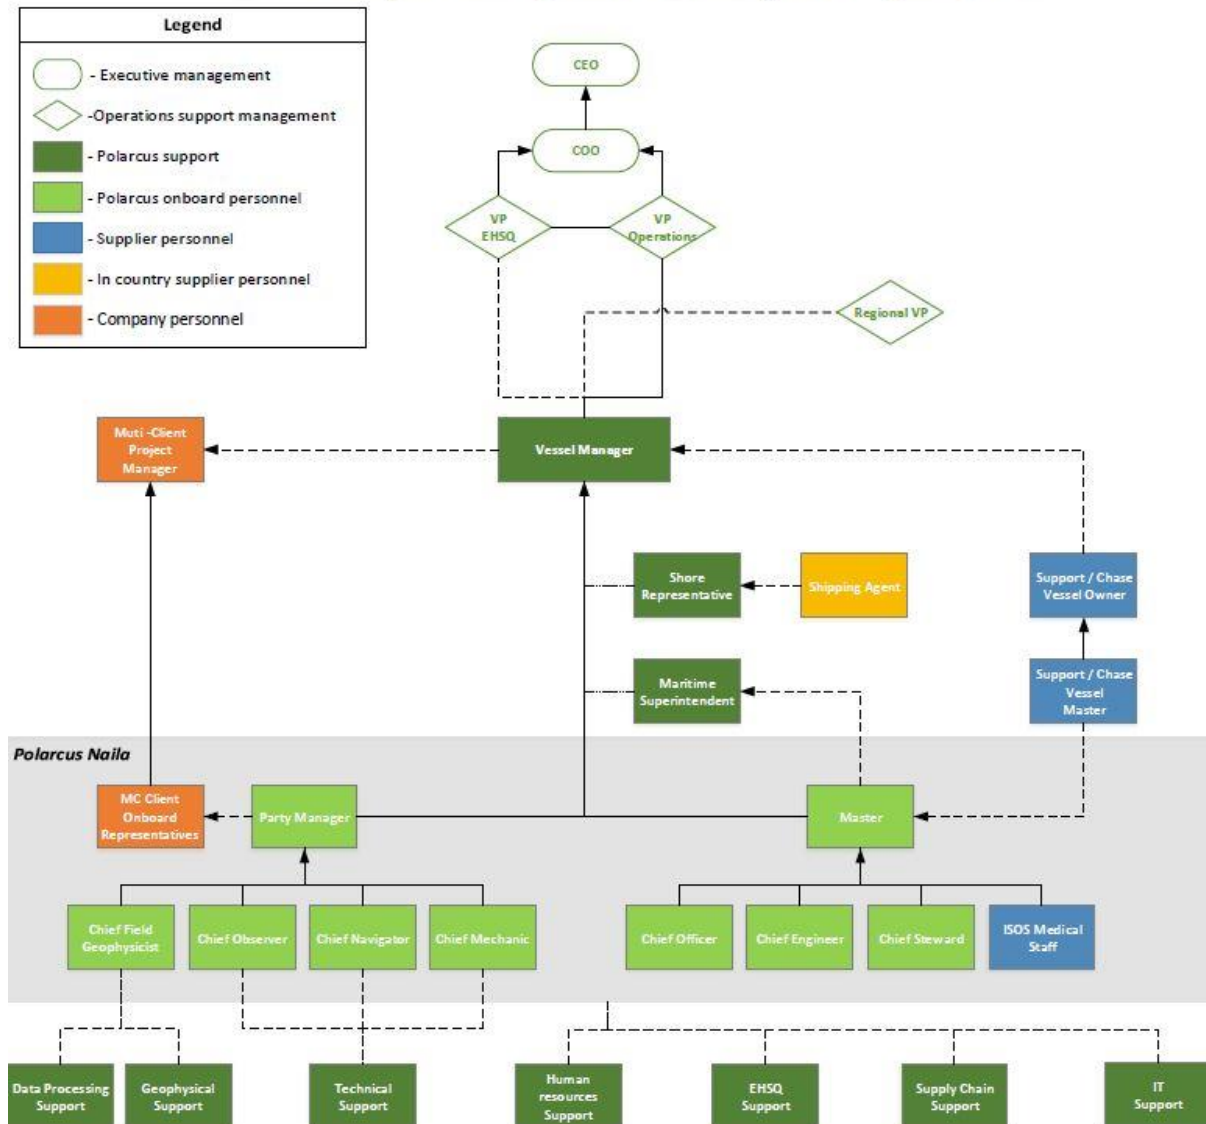 Legend
- Executive management
-Operations support management
- Polarcus support
- Polarcus onboard personnel
- Supplier personnel
- In country supplier personnel
- Company personnel
CEO
COO
VP
EHSQ
VP
Operations
Regional VP
Muti -Client
Project
Manager
Vessel Manager
Shore
Representative
Shipping Agent
Support / Chase
Vessel Owner
Maritime
Superintendent
Support / Chase
Vessel
Master
Polarcus Naila
MC Client
Onboard
Representatives
Party Manager
Master
Chief Field
Geophysicist
Chief Observer
Chief Navigator
Chief Mechanic
Chief Officer
Chief Engineer
Chief Steward
ISOS Medical
Staff
Data Processing
Support
Geophysical
Support
Technical
Support
Human
resources
Support
EHSQ
Support
Supply Chain
Support
IT
Support